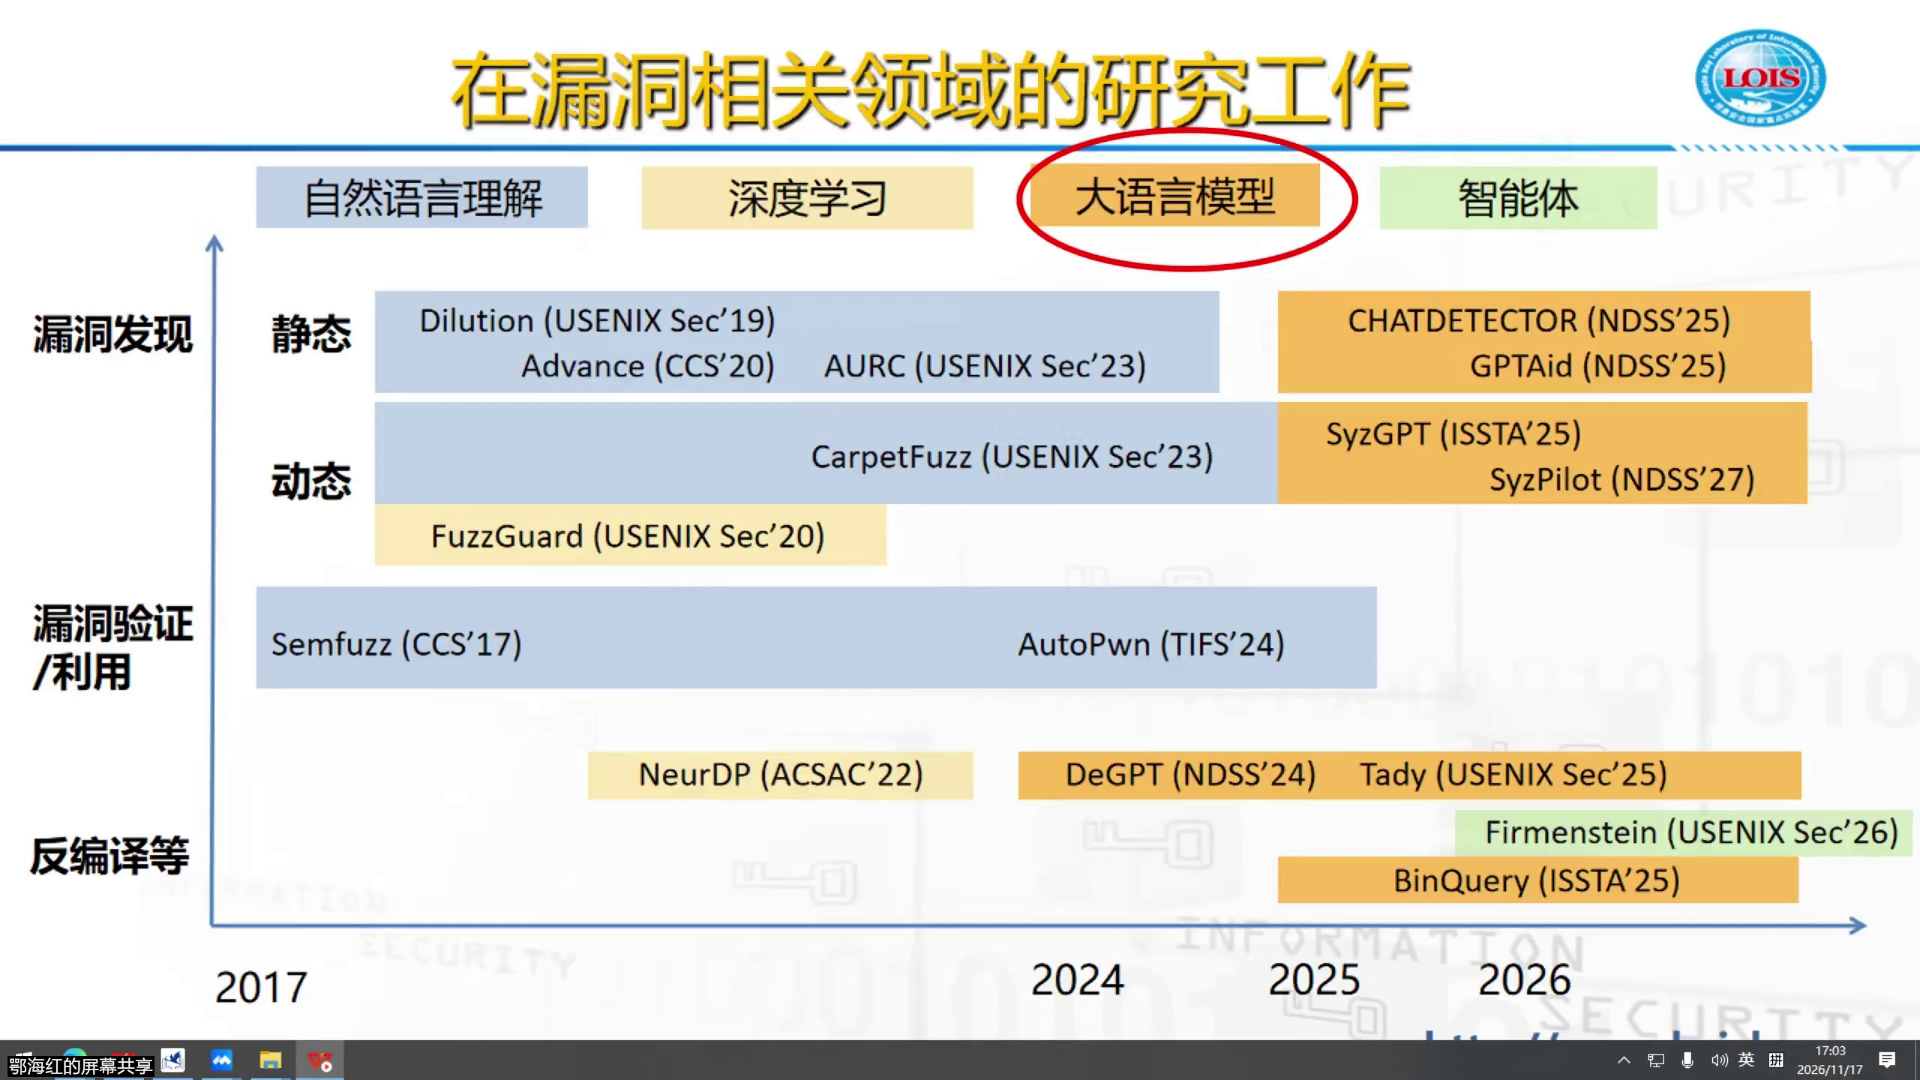 在漏洞相关领域的研究工作
LOIS
自然语言理解
深度学习
大语言模型
智能体
漏洞发现
静态
Dilution (USENIX Sec’19)
Advance (CCS’20)
AURC (USENIX Sec’23)
CHATDETECTOR (NDSS’25)
GPTAid (NDSS’25)
动态
CarpetFuzz (USENIX Sec’23)
SyzGPT (ISSTA’25)
SyzPilot (NDSS’27)
FuzzGuard (USENIX Sec’20)
漏洞验证
/利用
Semfuzz (CCS’17)
AutoPwn (TIFS’24)
反编译等
NeurDP (ACSAC’22)
DeGPT (NDSS’24)
Tady (USENIX Sec’25)
Firmenstein (USENIX Sec’26)
BinQuery (ISSTA’25)
INFORMATION
SECURITY
2017
2024
2025
2026
鄂海红的屏幕共享
英
拼
17:03
2026/11/17